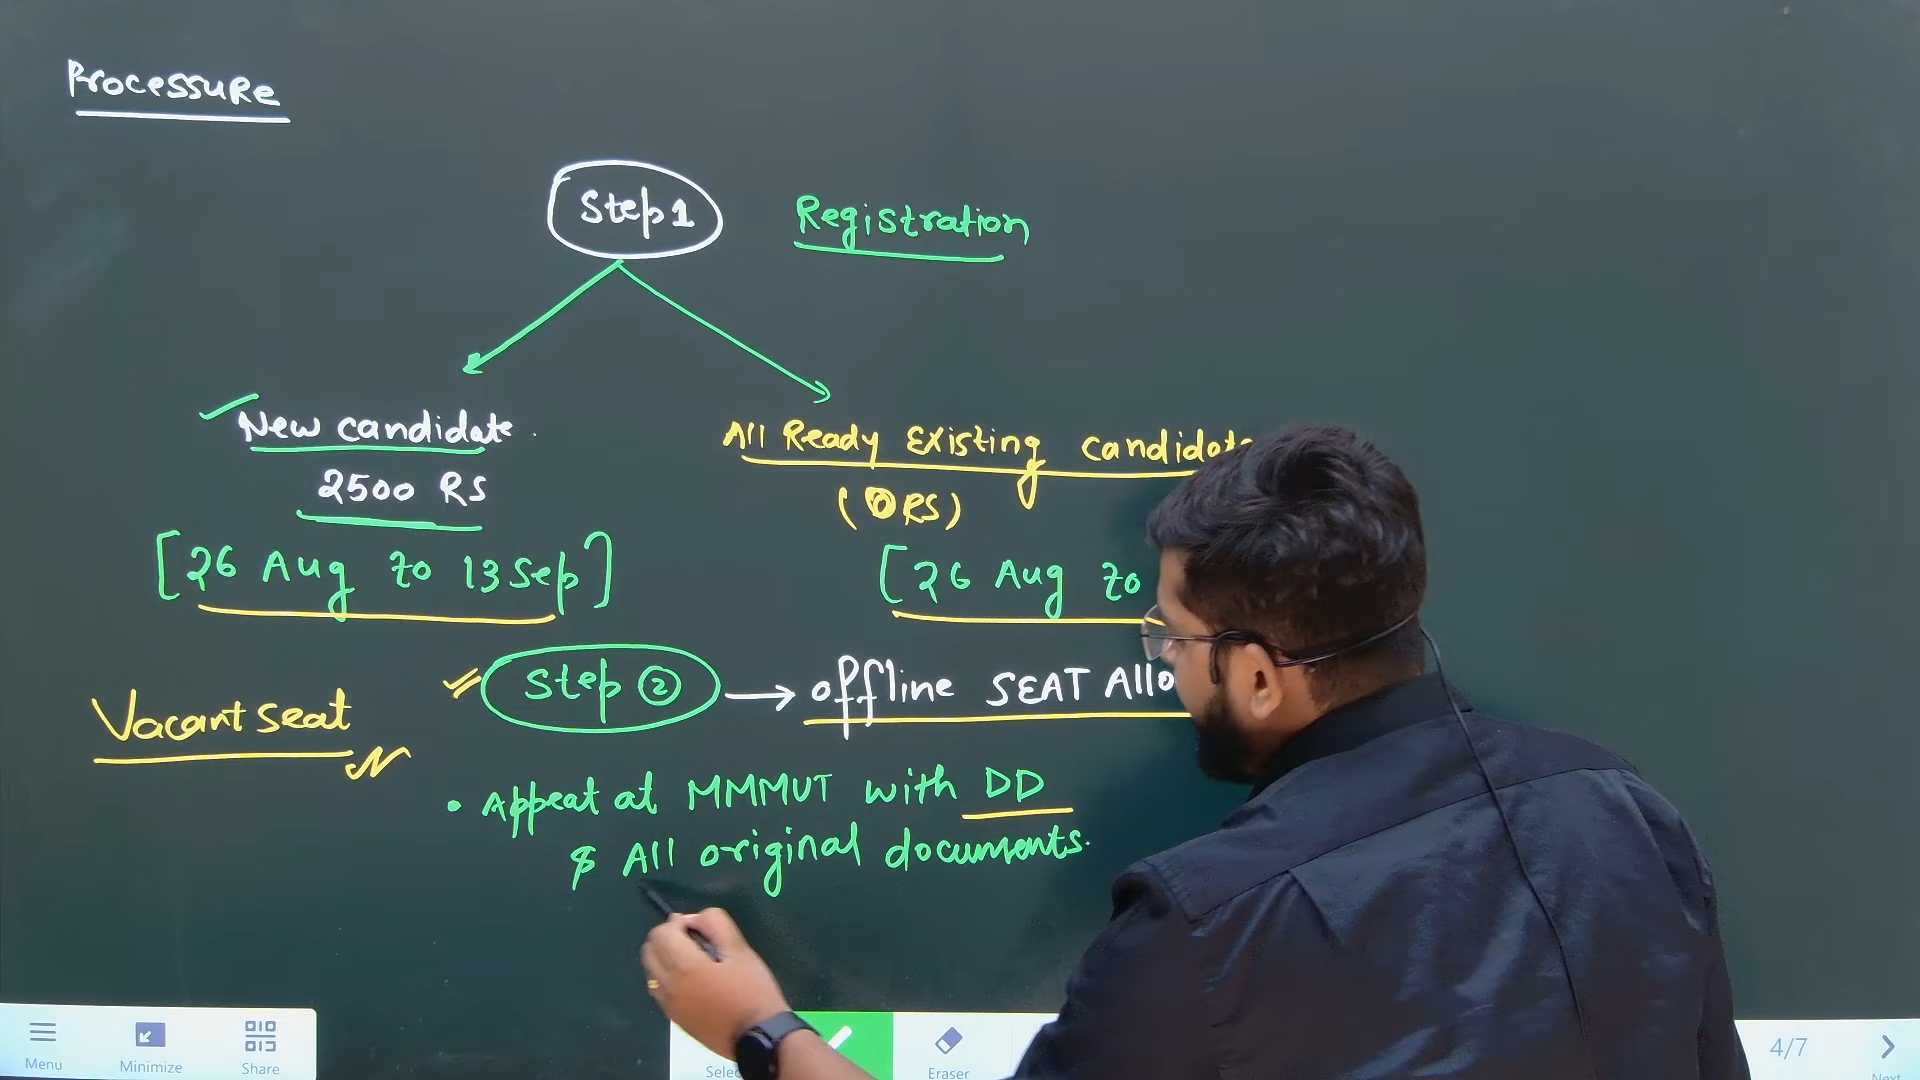 Processure
Step 1
Registration
New candidate.
2500 RS
[26 Aug to 13 Sep]
All Ready Existing candidate
(0 RS)
[26 Aug to
Vacant seat
Step 2 → offline SEAT Allo
• Appeat at MMMUT with DD
& All original documents.
Menu
Minimize
Share
Eraser
4/7
Next